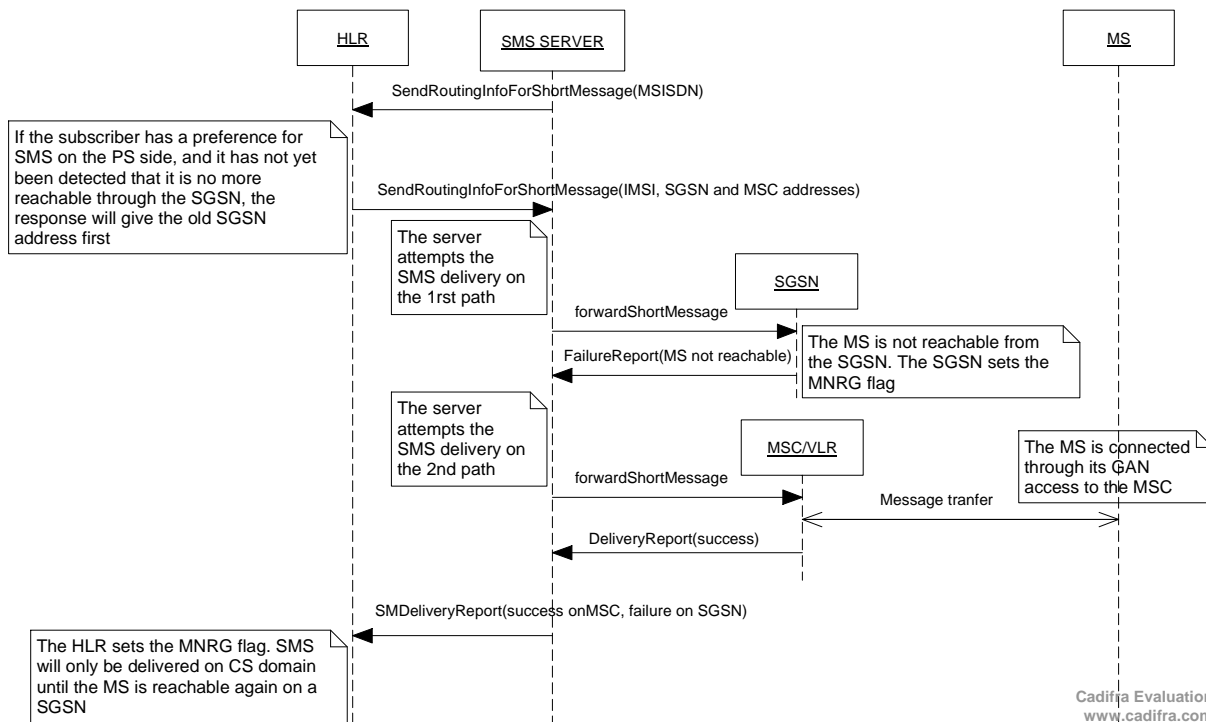 HLR
SMS SERVER
MS
SendRoutingInfoForShortMessage(MSISDN)
If the subscriber has a preference for
SMS on the PS side, and it has not yet
been detected that it is no more
reachable through the SGSN, the
response will give the old SGSN
address first
SendRoutingInfoForShortMessage(IMSI, SGSN and MSC addresses)
The server
attempts the
SMS delivery on
the 1rst path
SGSN
forwardShortMessage
The MS is not reachable from
the SGSN. The SGSN sets the
MNRG flag
FailureReport(MS not reachable)
The server
attempts the
SMS delivery on
the 2nd path
MSC/VLR
The MS is connected
through its GAN
access to the MSC
forwardShortMessage
Message tranfer
DeliveryReport(success)
SMDeliveryReport(success onMSC, failure on SGSN)
The HLR sets the MNRG flag. SMS
will only be delivered on CS domain
until the MS is reachable again on a
SGSN
Cadifra Evaluation
www.cadifra.com